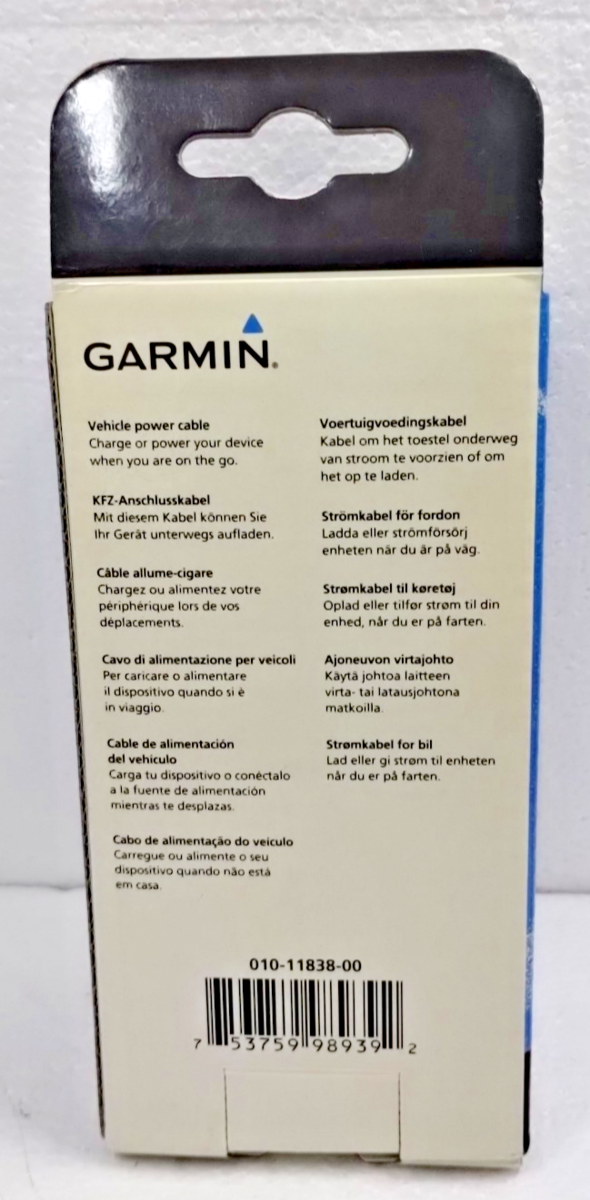 GARMIN.
Vehicle power cable
Charge or power your device
when you are on the go.
KFZ-Anschlusskabel
Mit diesem Kabel können Sie
Ihr Gerät unterwegs aufladen.
Câble allume-cigare
Chargez ou alimentez votre
périphérique lors de vos
déplacements.
Cavo di alimentazione per veicoli
Per caricare o alimentare
il dispositivo quando si è
in viaggio.
Cable de alimentación
del vehículo
Carga tu dispositivo o conéctalo
a la fuente de alimentación
mientras te desplazas.
Cabo de alimentação do veículo
Carregue ou alimente o seu
dispositivo quando não está
em casa.
Voertuigvoedingskabel
Kabel om het toestel onderweg
van stroom te voorzien of om
het op te laden.
Strömkabel för fordon
Ladda eller strömförsörj
enheten när du är på väg.
Strømkabel til køretøj
Oplad eller tilfør strøm til din
enhed, når du er på farten.
Ajoneuvon virtajohto
Käytä johtoa laitteen
virta- tai latausjohtona
matkoilla.
Strømkabel for bil
Lad eller gi strøm til enheten
når du er på farten.
010-11838-00
7 53759 98939 2